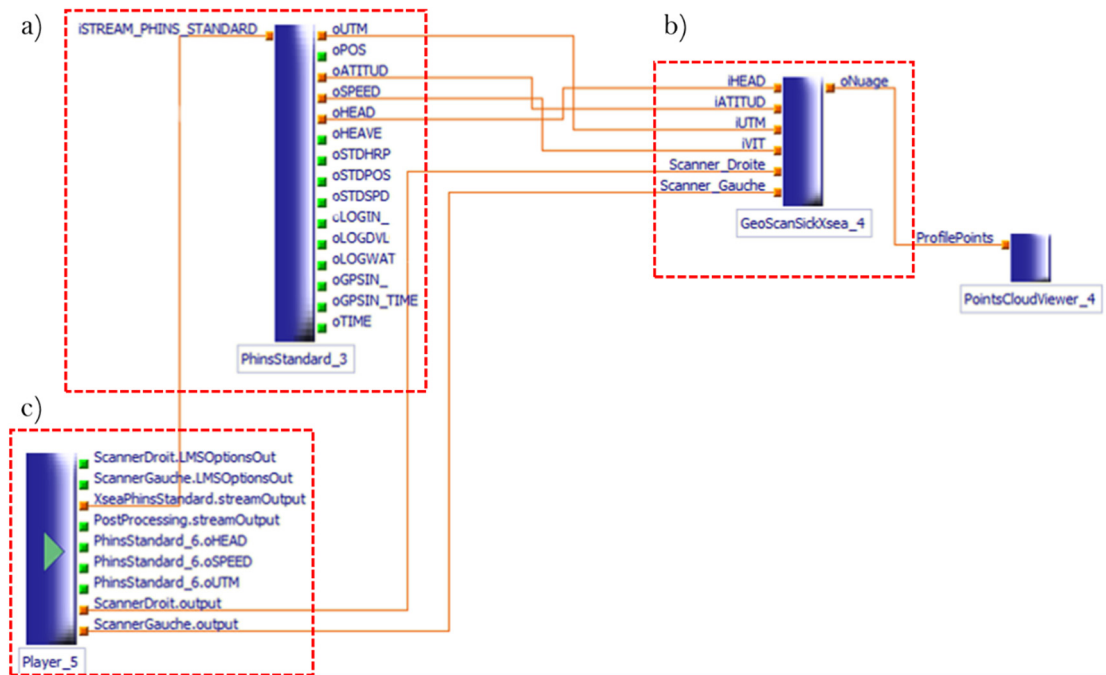 a)
iSTREAM_PHINS_STANDARD
oUTM
oPOS
oATITUD
oSPEED
oHEAD
oHEAVE
oSTDHRP
oSTDPOS
oSTDSPD
oLOGIN_
oLOGDVL
oLOGWAT
oGPSIN_
oGPSIN_TIME
oTIME
PhinsStandard_3
b)
iHEAD
iATITUD
iUTM
iVIT
Scanner_Droite
Scanner_Gauche
oNuage
GeoScanSickXsea_4
ProfilePoints
PointsCloudViewer_4
c)
ScannerDroit.LMSOptionsOut
ScannerGauche.LMSOptionsOut
XseaPhinsStandard.streamOutput
PostProcessing.streamOutput
PhinsStandard_6.oHEAD
PhinsStandard_6.oSPEED
PhinsStandard_6.oUTM
ScannerDroit.output
ScannerGauche.output
Player_5